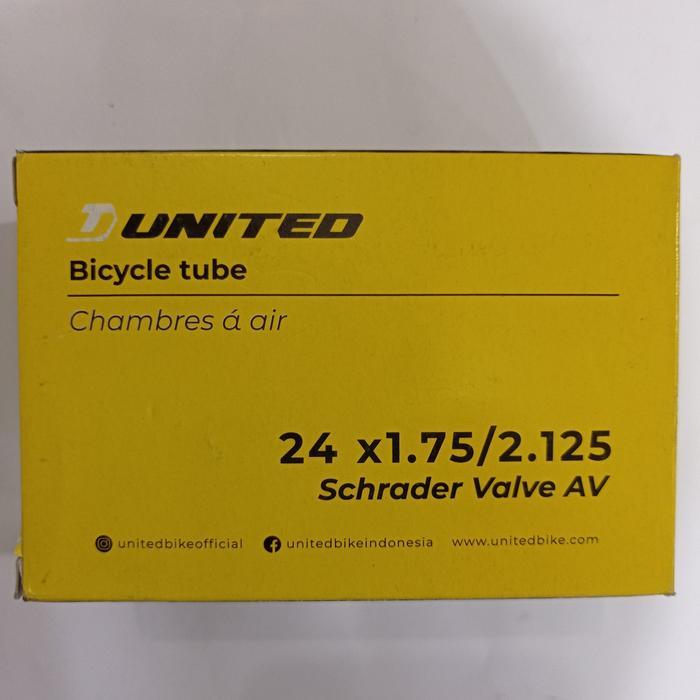 UNITED
Bicycle tube
Chambres á air
24 x1.75/2.125
Schrader Valve AV
unitedbikeofficial unitedbikeindonesia www.unitedbike.com